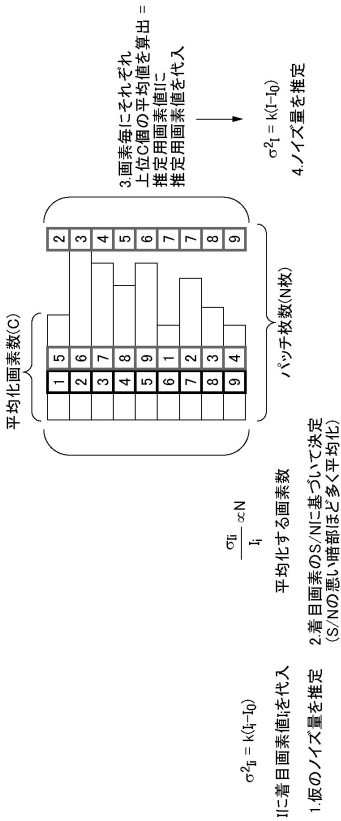 σ²Ii = k(Ii-I0)
Iに着目画素値Iiを代入
1.仮のノイズ量を推定
σIi
Ii
∝N
平均化する画素数
2.着目画素のS/Nに基づいて決定
(S/Nの悪い暗部ほど多く平均化)
平均化画素数(C)
1 5 2
2 6 3
3 7 4
4 8 5
5 9 6
6 1 7
7 2 7
8 3 8
9 4 9
パッチ枚数(N枚)
3.画素毎にそれぞれ
上位C個の平均値を算出=
推定用画素値Iに
推定用画素値を代入
σ²I = k(I-I0)
4.ノイズ量を推定